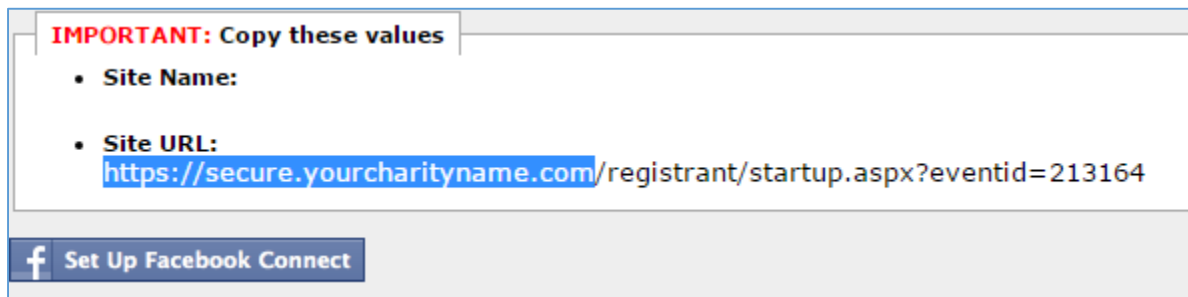 IMPORTANT: Copy these values
• Site Name:
• Site URL:
https://secure.yourcharityname.com/registrant/startup.aspx?eventid=213164
f Set Up Facebook Connect